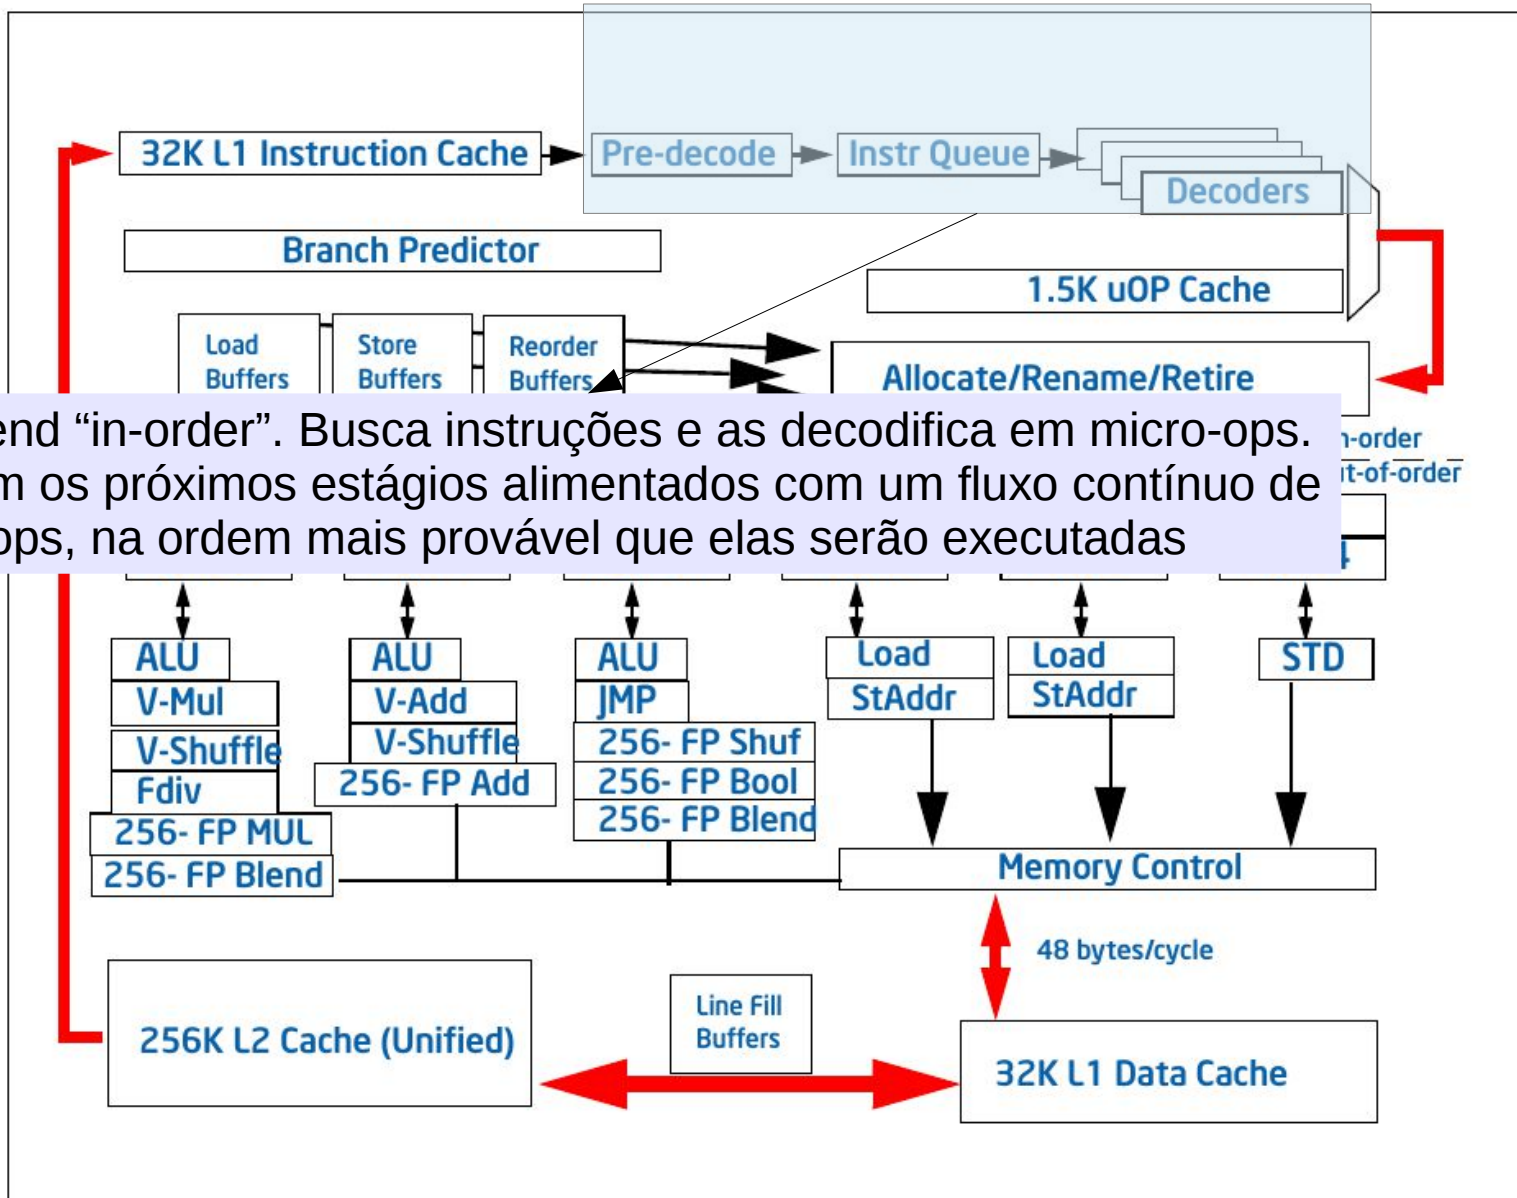 32K L1 Instruction Cache
Pre-decode
Instr Queue
Decoders
Branch Predictor
1.5K uOP Cache
Load
Buffers
Store
Buffers
Reorder
Buffers
Allocate/Rename/Retire
end “in-order”. Busca instruções e as decodifica em micro-ops.
m os próximos estágios alimentados com um fluxo contínuo de
ops, na ordem mais provável que elas serão executadas
n-order
ut-of-order
4
ALU
V-Mul
V-Shuffle
Fdiv
256- FP MUL
256- FP Blend
ALU
V-Add
V-Shuffle
256- FP Add
ALU
JMP
256- FP Shuf
256- FP Bool
256- FP Blend
Load
StAddr
Load
StAddr
STD
Memory Control
48 bytes/cycle
256K L2 Cache (Unified)
Line Fill
Buffers
32K L1 Data Cache